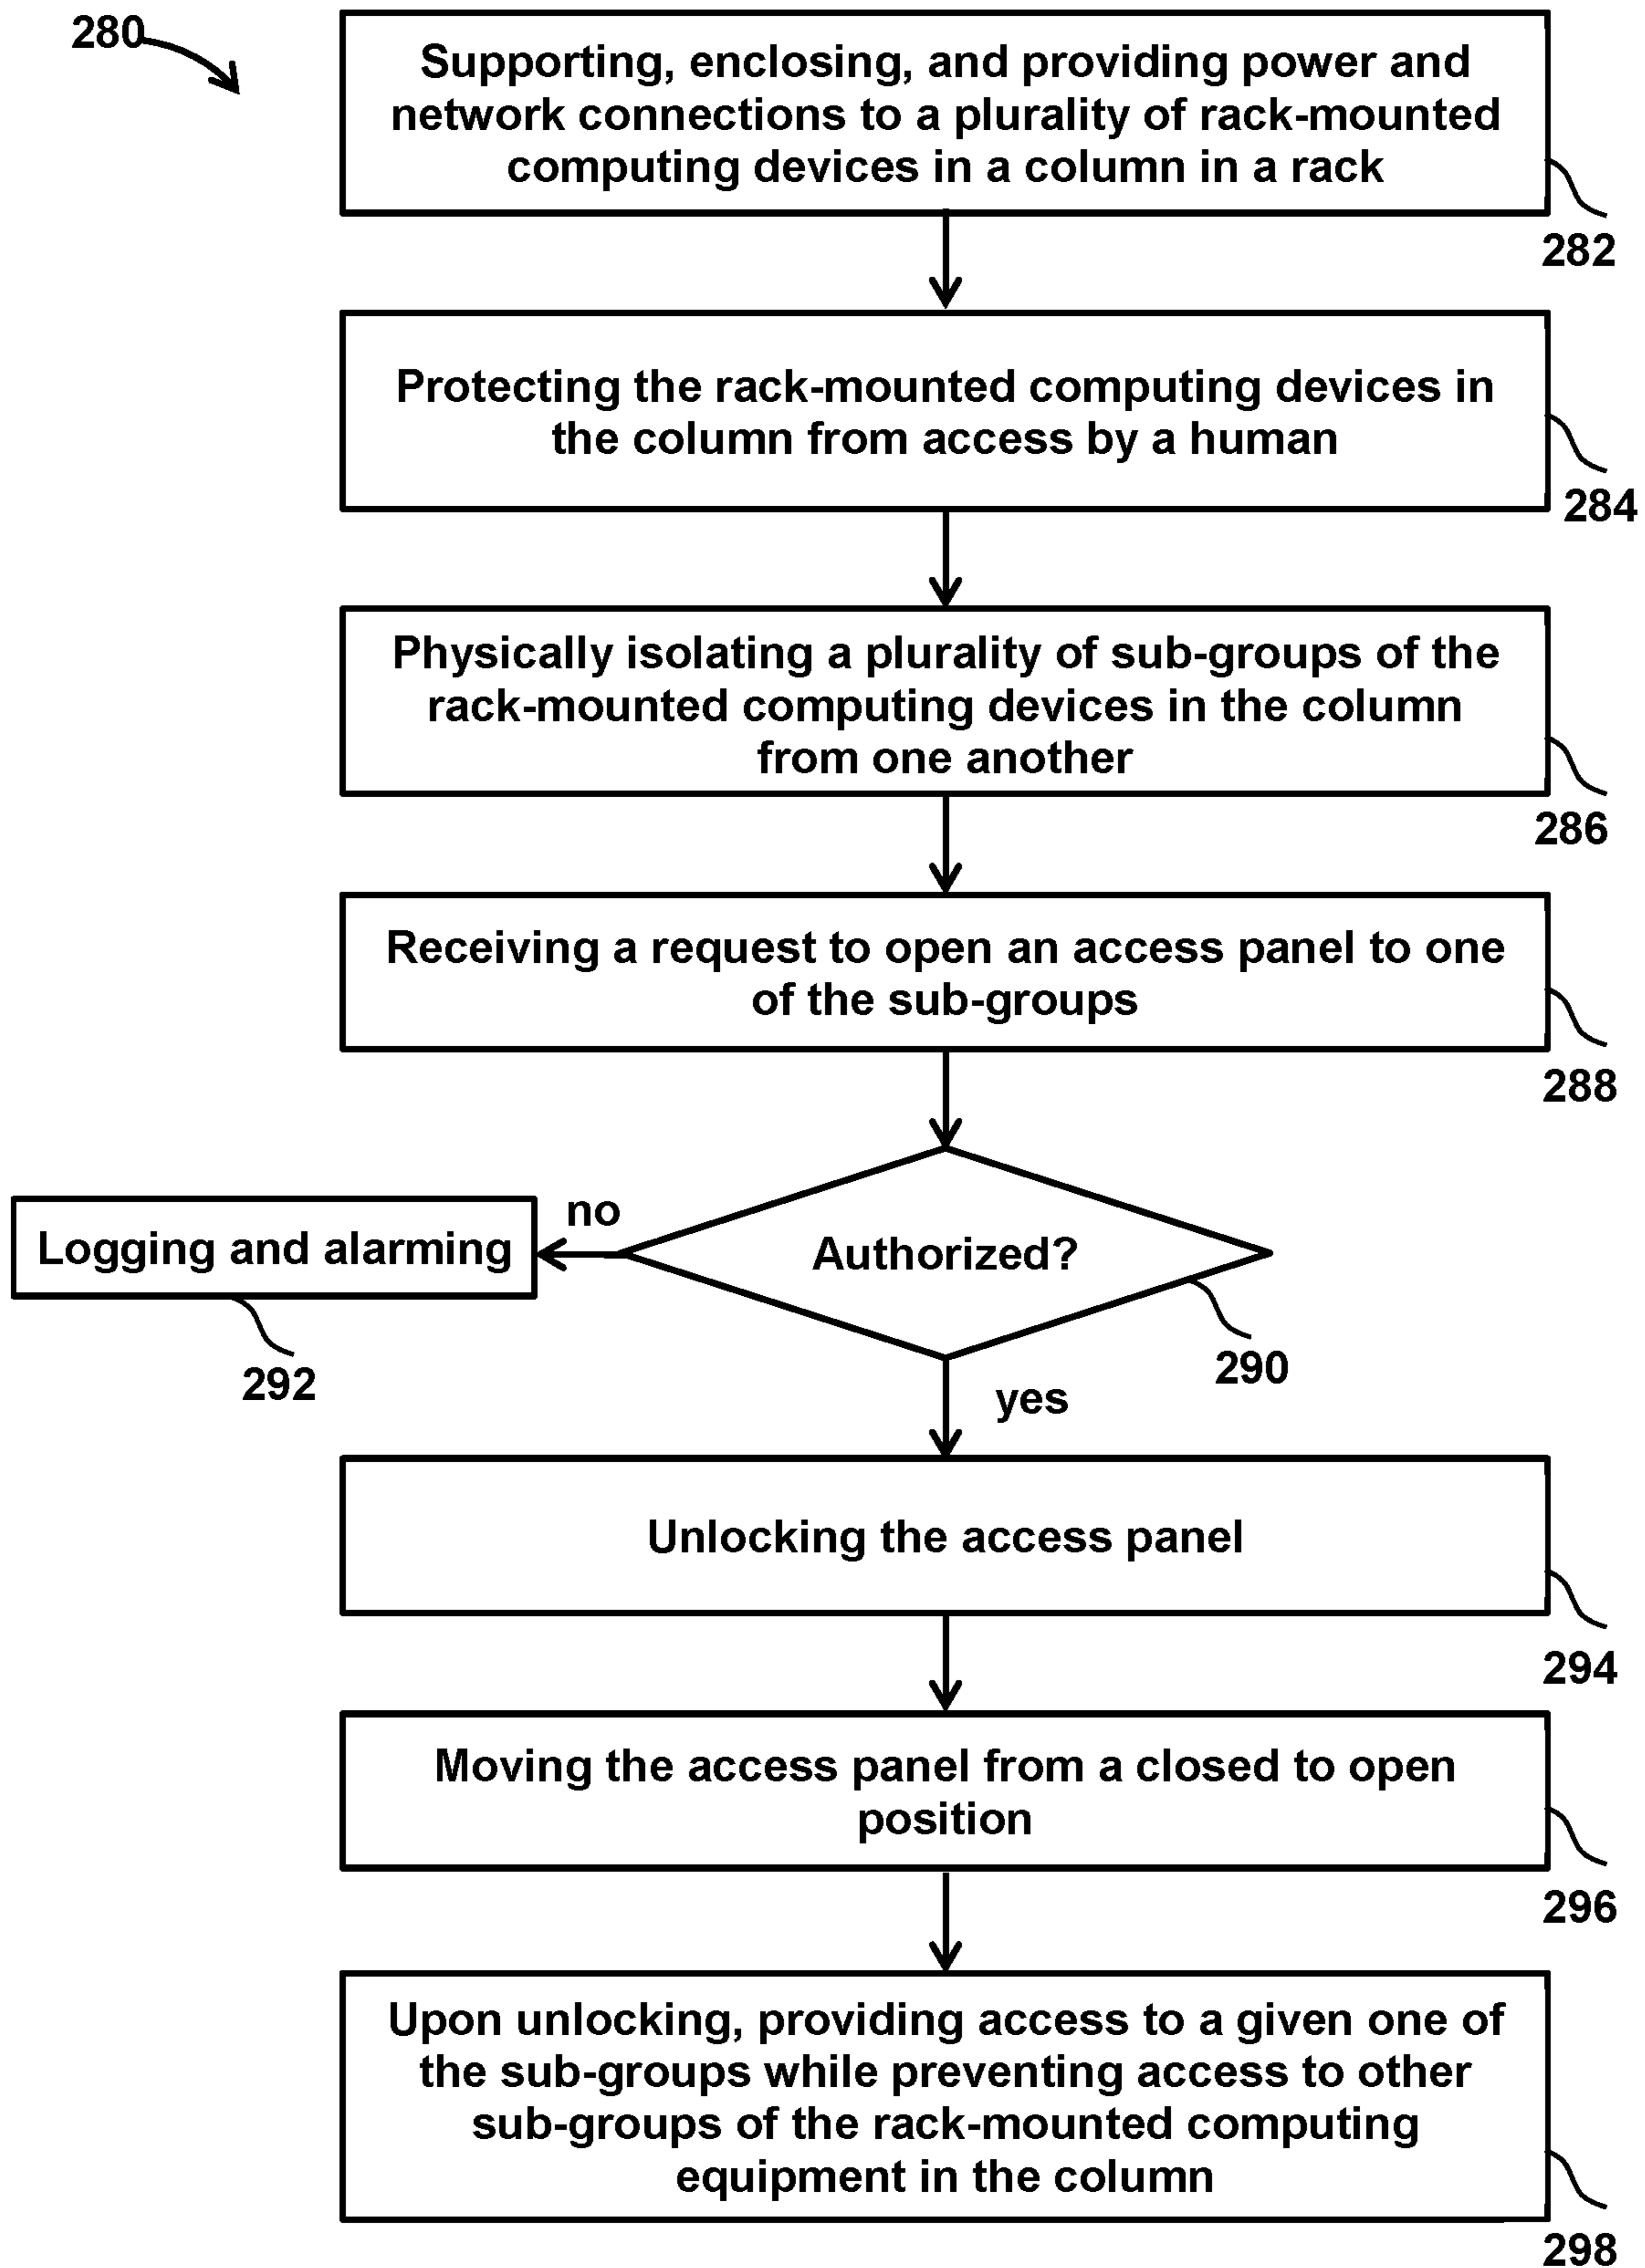 280
Supporting, enclosing, and providing power and
network connections to a plurality of rack-mounted
computing devices in a column in a rack
282
Protecting the rack-mounted computing devices in
the column from access by a human
284
Physically isolating a plurality of sub-groups of the
rack-mounted computing devices in the column
from one another
286
Receiving a request to open an access panel to one
of the sub-groups
288
Authorized?
290
no
Logging and alarming
292
yes
Unlocking the access panel
294
Moving the access panel from a closed to open
position
296
Upon unlocking, providing access to a given one of
the sub-groups while preventing access to other
sub-groups of the rack-mounted computing
equipment in the column
298